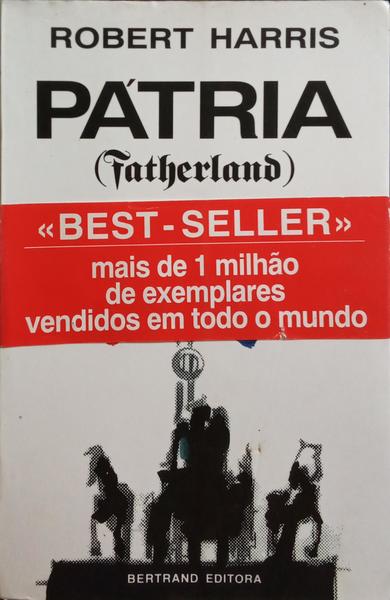 ROBERT HARRIS
PÁTRIA
(Fatherland)
«BEST-SELLER»
mais de 1 milhão
de exemplares
vendidos em todo o mundo
BERTRAND EDITORA